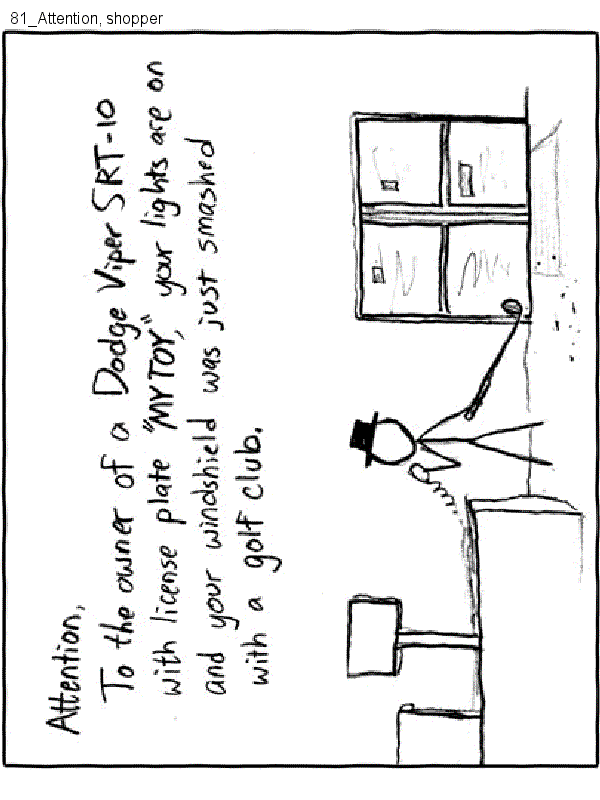 81_Attention, shopper
Attention,
To the owner of a Dodge Viper SRT-10
with license plate "MYTOY," your lights are on
and your windshield was just smashed
with a golf club.